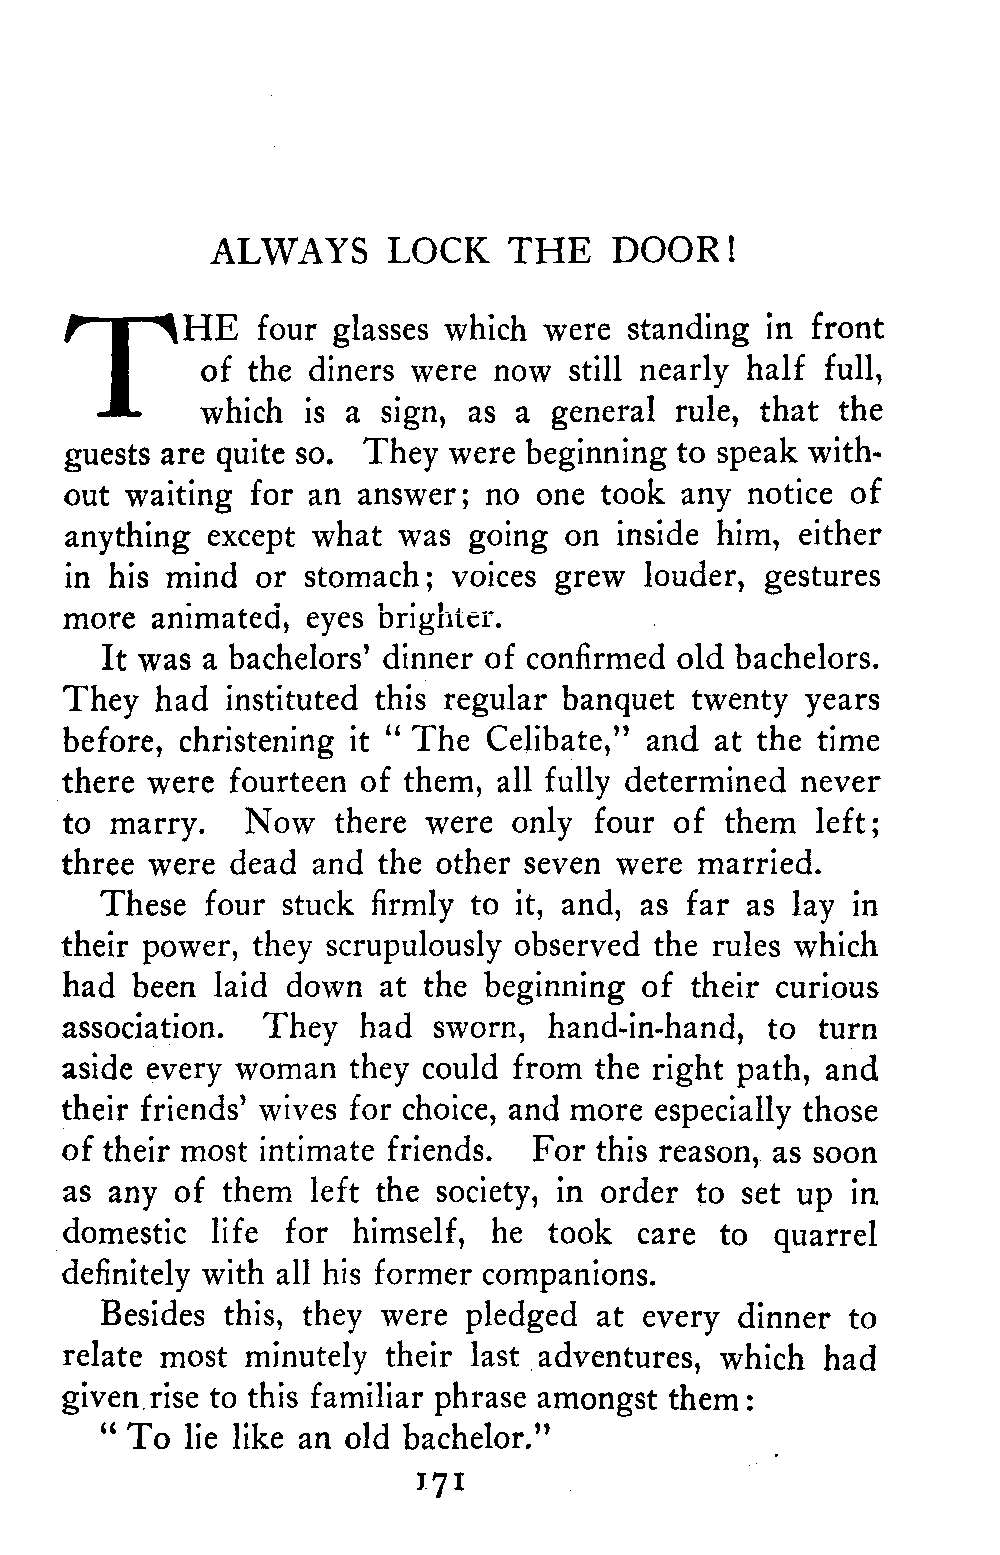 ALWAYS LOCK THE DOOR!
THE four glasses which were standing in front
of the diners were now still nearly half full,
which is a sign, as a general rule, that the
guests are quite so. They were beginning to speak with-
out waiting for an answer; no one took any notice of
anything except what was going on inside him, either
in his mind or stomach; voices grew louder, gestures
more animated, eyes brighter.
It was a bachelors' dinner of confirmed old bachelors.
They had instituted this regular banquet twenty years
before, christening it " The Celibate," and at the time
there were fourteen of them, all fully determined never
to marry. Now there were only four of them left;
three were dead and the other seven were married.
These four stuck firmly to it, and, as far as lay in
their power, they scrupulously observed the rules which
had been laid down at the beginning of their curious
association. They had sworn, hand-in-hand, to turn
aside every woman they could from the right path, and
their friends' wives for choice, and more especially those
of their most intimate friends. For this reason, as soon
as any of them left the society, in order to set up in
domestic life for himself, he took care to quarrel
definitely with all his former companions.
Besides this, they were pledged at every dinner to
relate most minutely their last adventures, which had
given rise to this familiar phrase amongst them:
" To lie like an old bachelor."
171